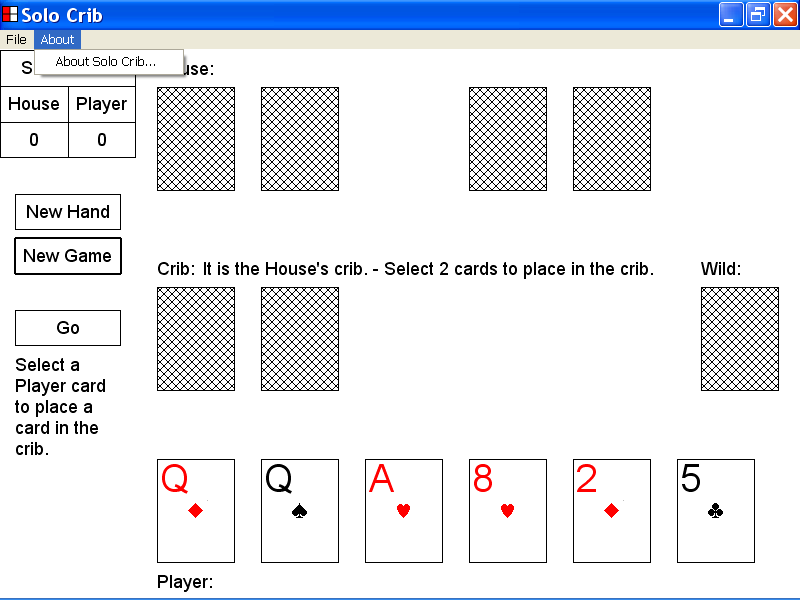 Solo Crib
File About
About Solo Crib...
House Player
0 0
New Hand
New Game
Crib: It is the House's crib. - Select 2 cards to place in the crib. Wild:
Go
Select a
Player card
to place a
card in the
crib.
Q Q A 8 2 5
Player: